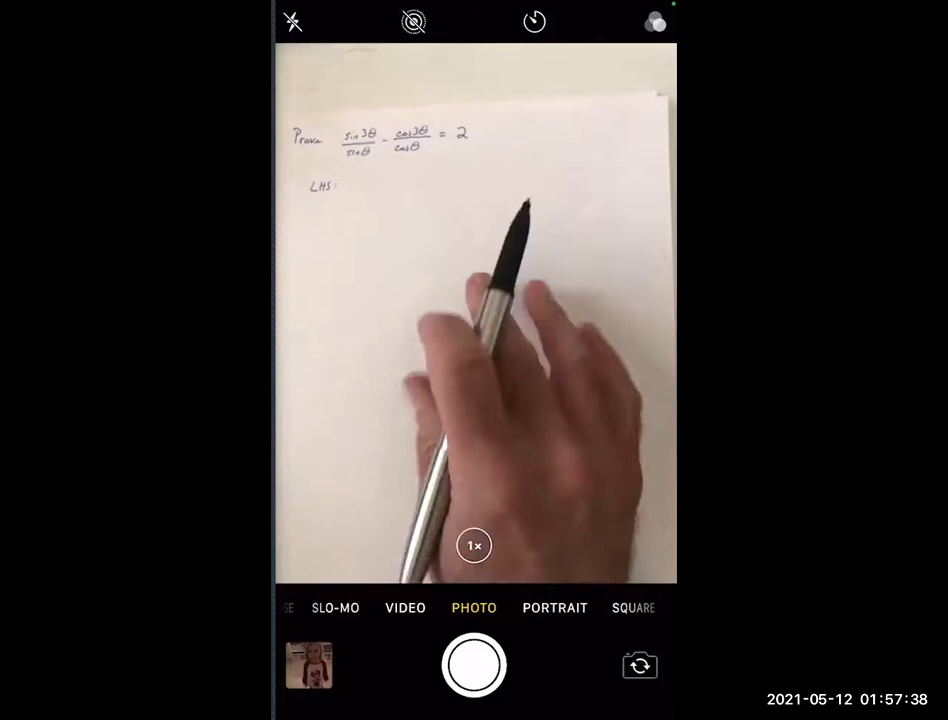 Prove sin3θ/sinθ - cos3θ/cosθ = 2
LHS:
1x
SLO-MO VIDEO PHOTO PORTRAIT SQUARE
2021-05-12 01:57:38